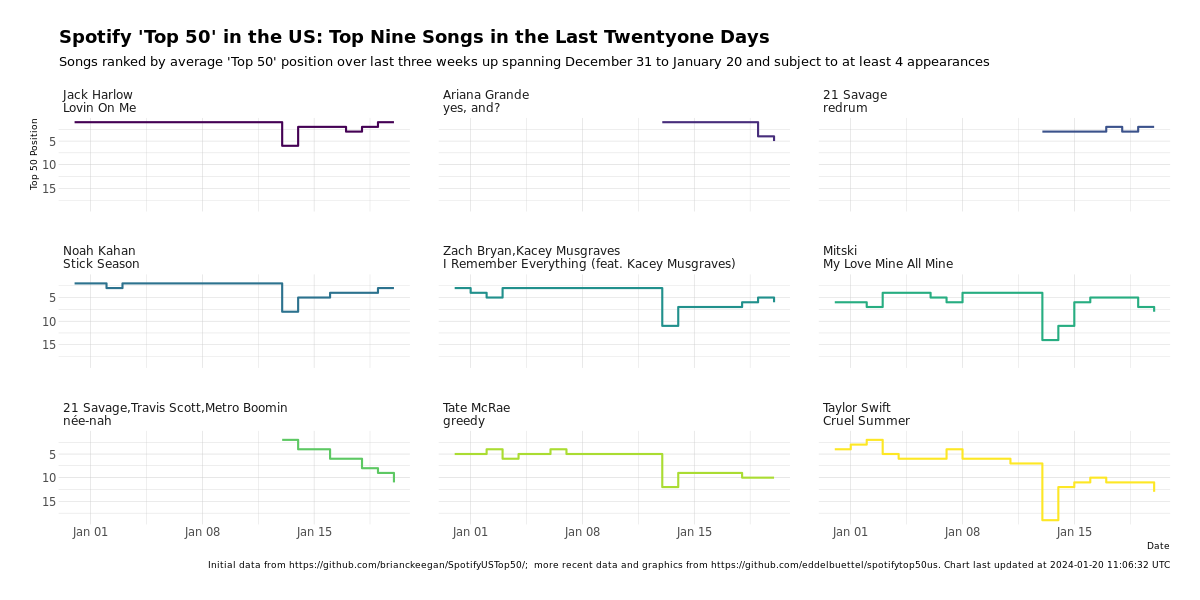 Spotify 'Top 50' in the US: Top Nine Songs in the Last Twentyone Days
Songs ranked by average 'Top 50' position over last three weeks up spanning December 31 to January 20 and subject to at least 4 appearances
Jack Harlow
Lovin On Me
Ariana Grande
yes, and?
21 Savage
redrum
Top 50 Position
5
10
15
Noah Kahan
Stick Season
Zach Bryan,Kacey Musgraves
I Remember Everything (feat. Kacey Musgraves)
Mitski
My Love Mine All Mine
5
10
15
21 Savage,Travis Scott,Metro Boomin
née-nah
Tate McRae
greedy
Taylor Swift
Cruel Summer
5
10
15
Jan 01 Jan 08 Jan 15
Jan 01 Jan 08 Jan 15
Jan 01 Jan 08 Jan 15
Date
Initial data from https://github.com/brianckeegan/SpotifyUSTop50/;  more recent data and graphics from https://github.com/eddelbuettel/spotifytop50us. Chart last updated at 2024-01-20 11:06:32 UTC